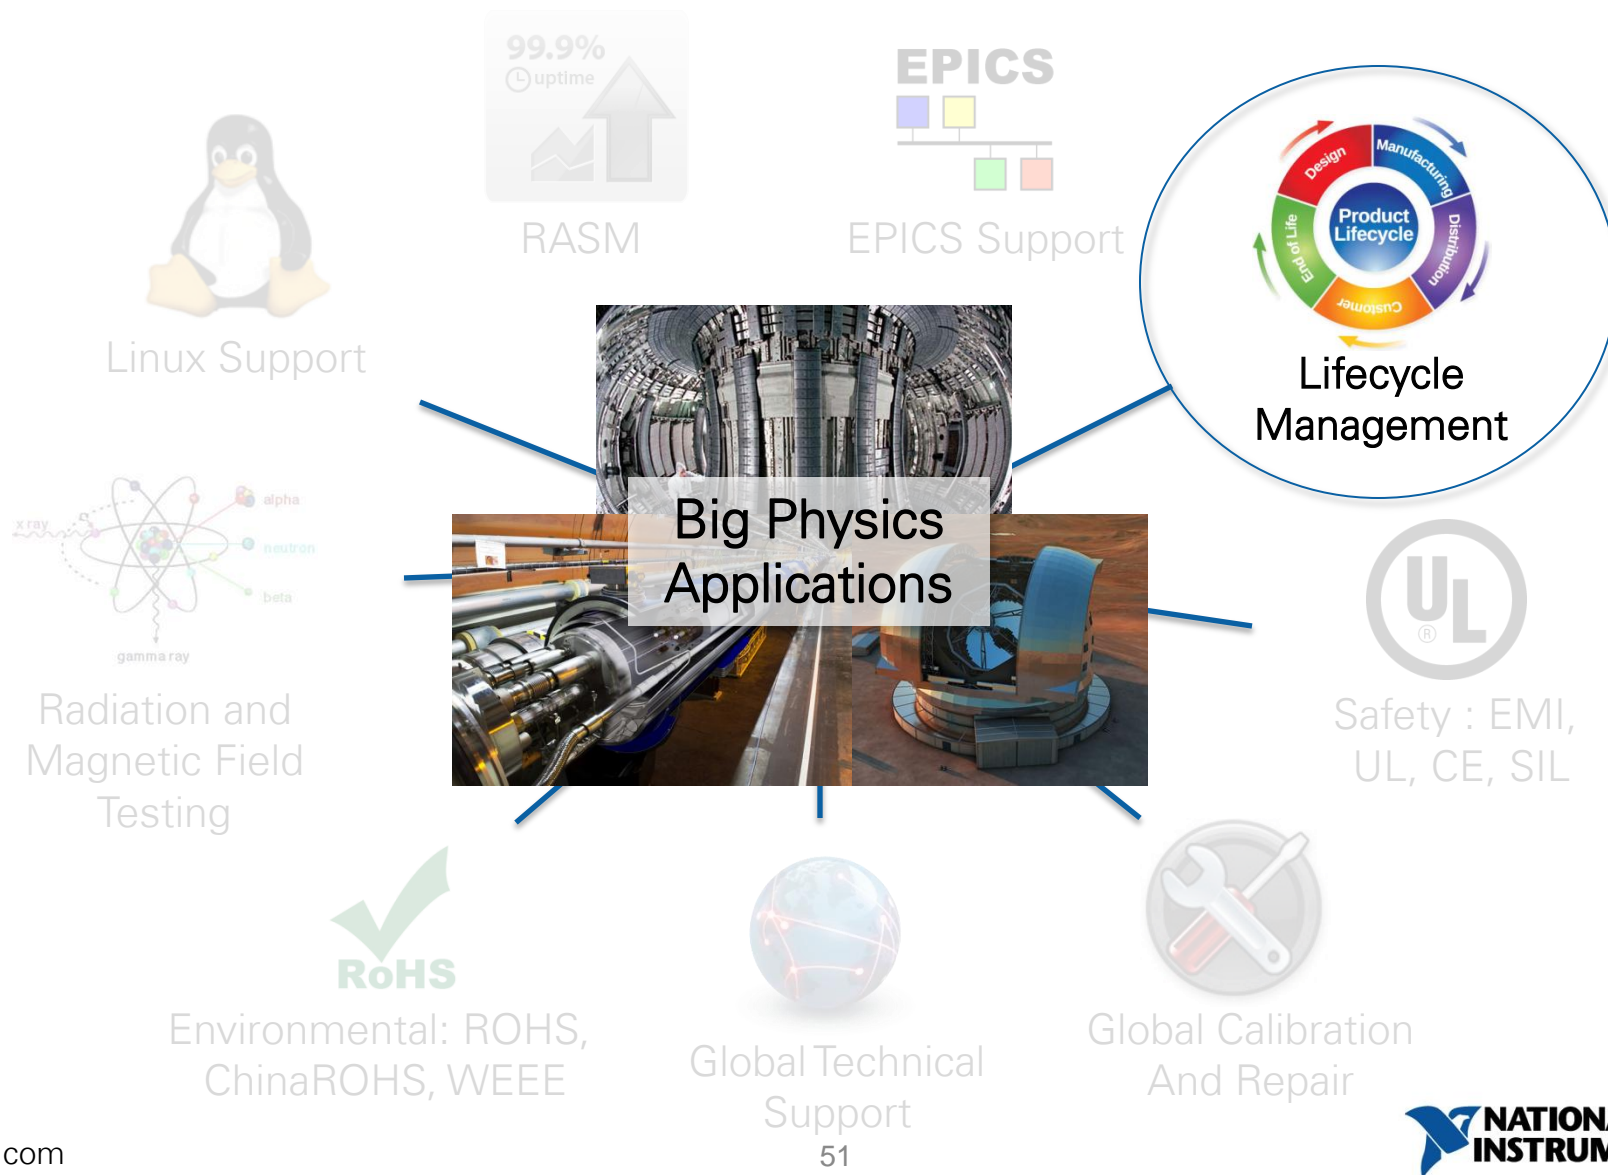 99.9%
uptime
RASM
EPICS
EPICS Support
Linux Support
Design
Manufacturing
Distribution
Customer
End of Life
Product
Lifecycle
Lifecycle
Management
x ray
alpha
neutron
beta
gamma ray
Radiation and
Magnetic Field
Testing
Big Physics
Applications
UL
®
Safety : EMI,
UL, CE, SIL
RoHS
Environmental: ROHS,
ChinaROHS, WEEE
Global Technical
Support
Global Calibration
And Repair
com
51
NATIONA
INSTRUM